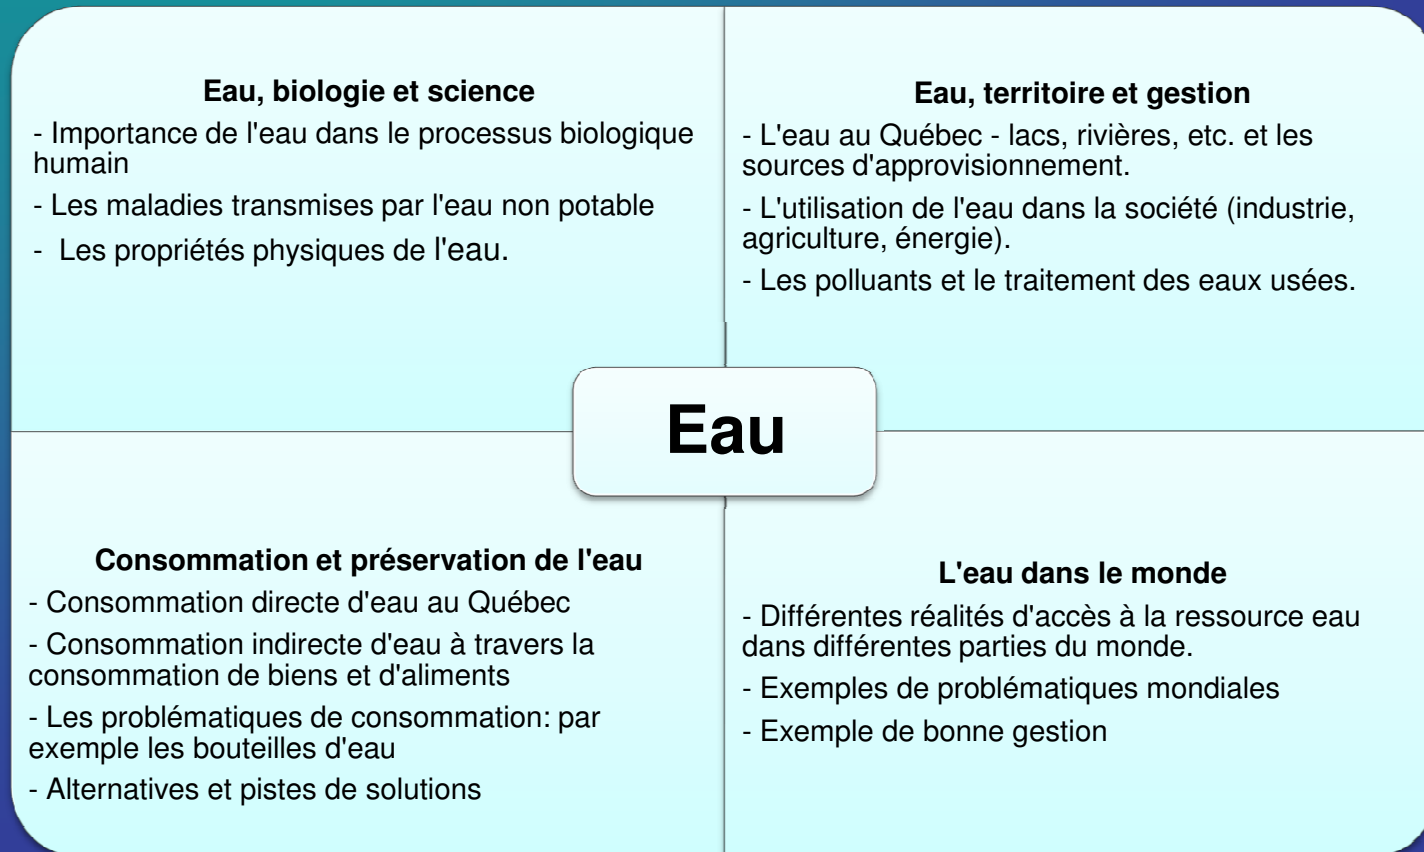 Eau, biologie et science
- Importance de l'eau dans le processus biologique
humain
- Les maladies transmises par l'eau non potable
- Les propriétés physiques de l'eau.
Eau, territoire et gestion
- L'eau au Québec - lacs, rivières, etc. et les
sources d'approvisionnement.
- L'utilisation de l'eau dans la société (industrie,
agriculture, énergie).
- Les polluants et le traitement des eaux usées.
Eau
Consommation et préservation de l'eau
- Consommation directe d'eau au Québec
- Consommation indirecte d'eau à travers la
consommation de biens et d'aliments
- Les problématiques de consommation: par
exemple les bouteilles d'eau
- Alternatives et pistes de solutions
L'eau dans le monde
- Différentes réalités d'accès à la ressource eau
dans différentes parties du monde.
- Exemples de problématiques mondiales
- Exemple de bonne gestion